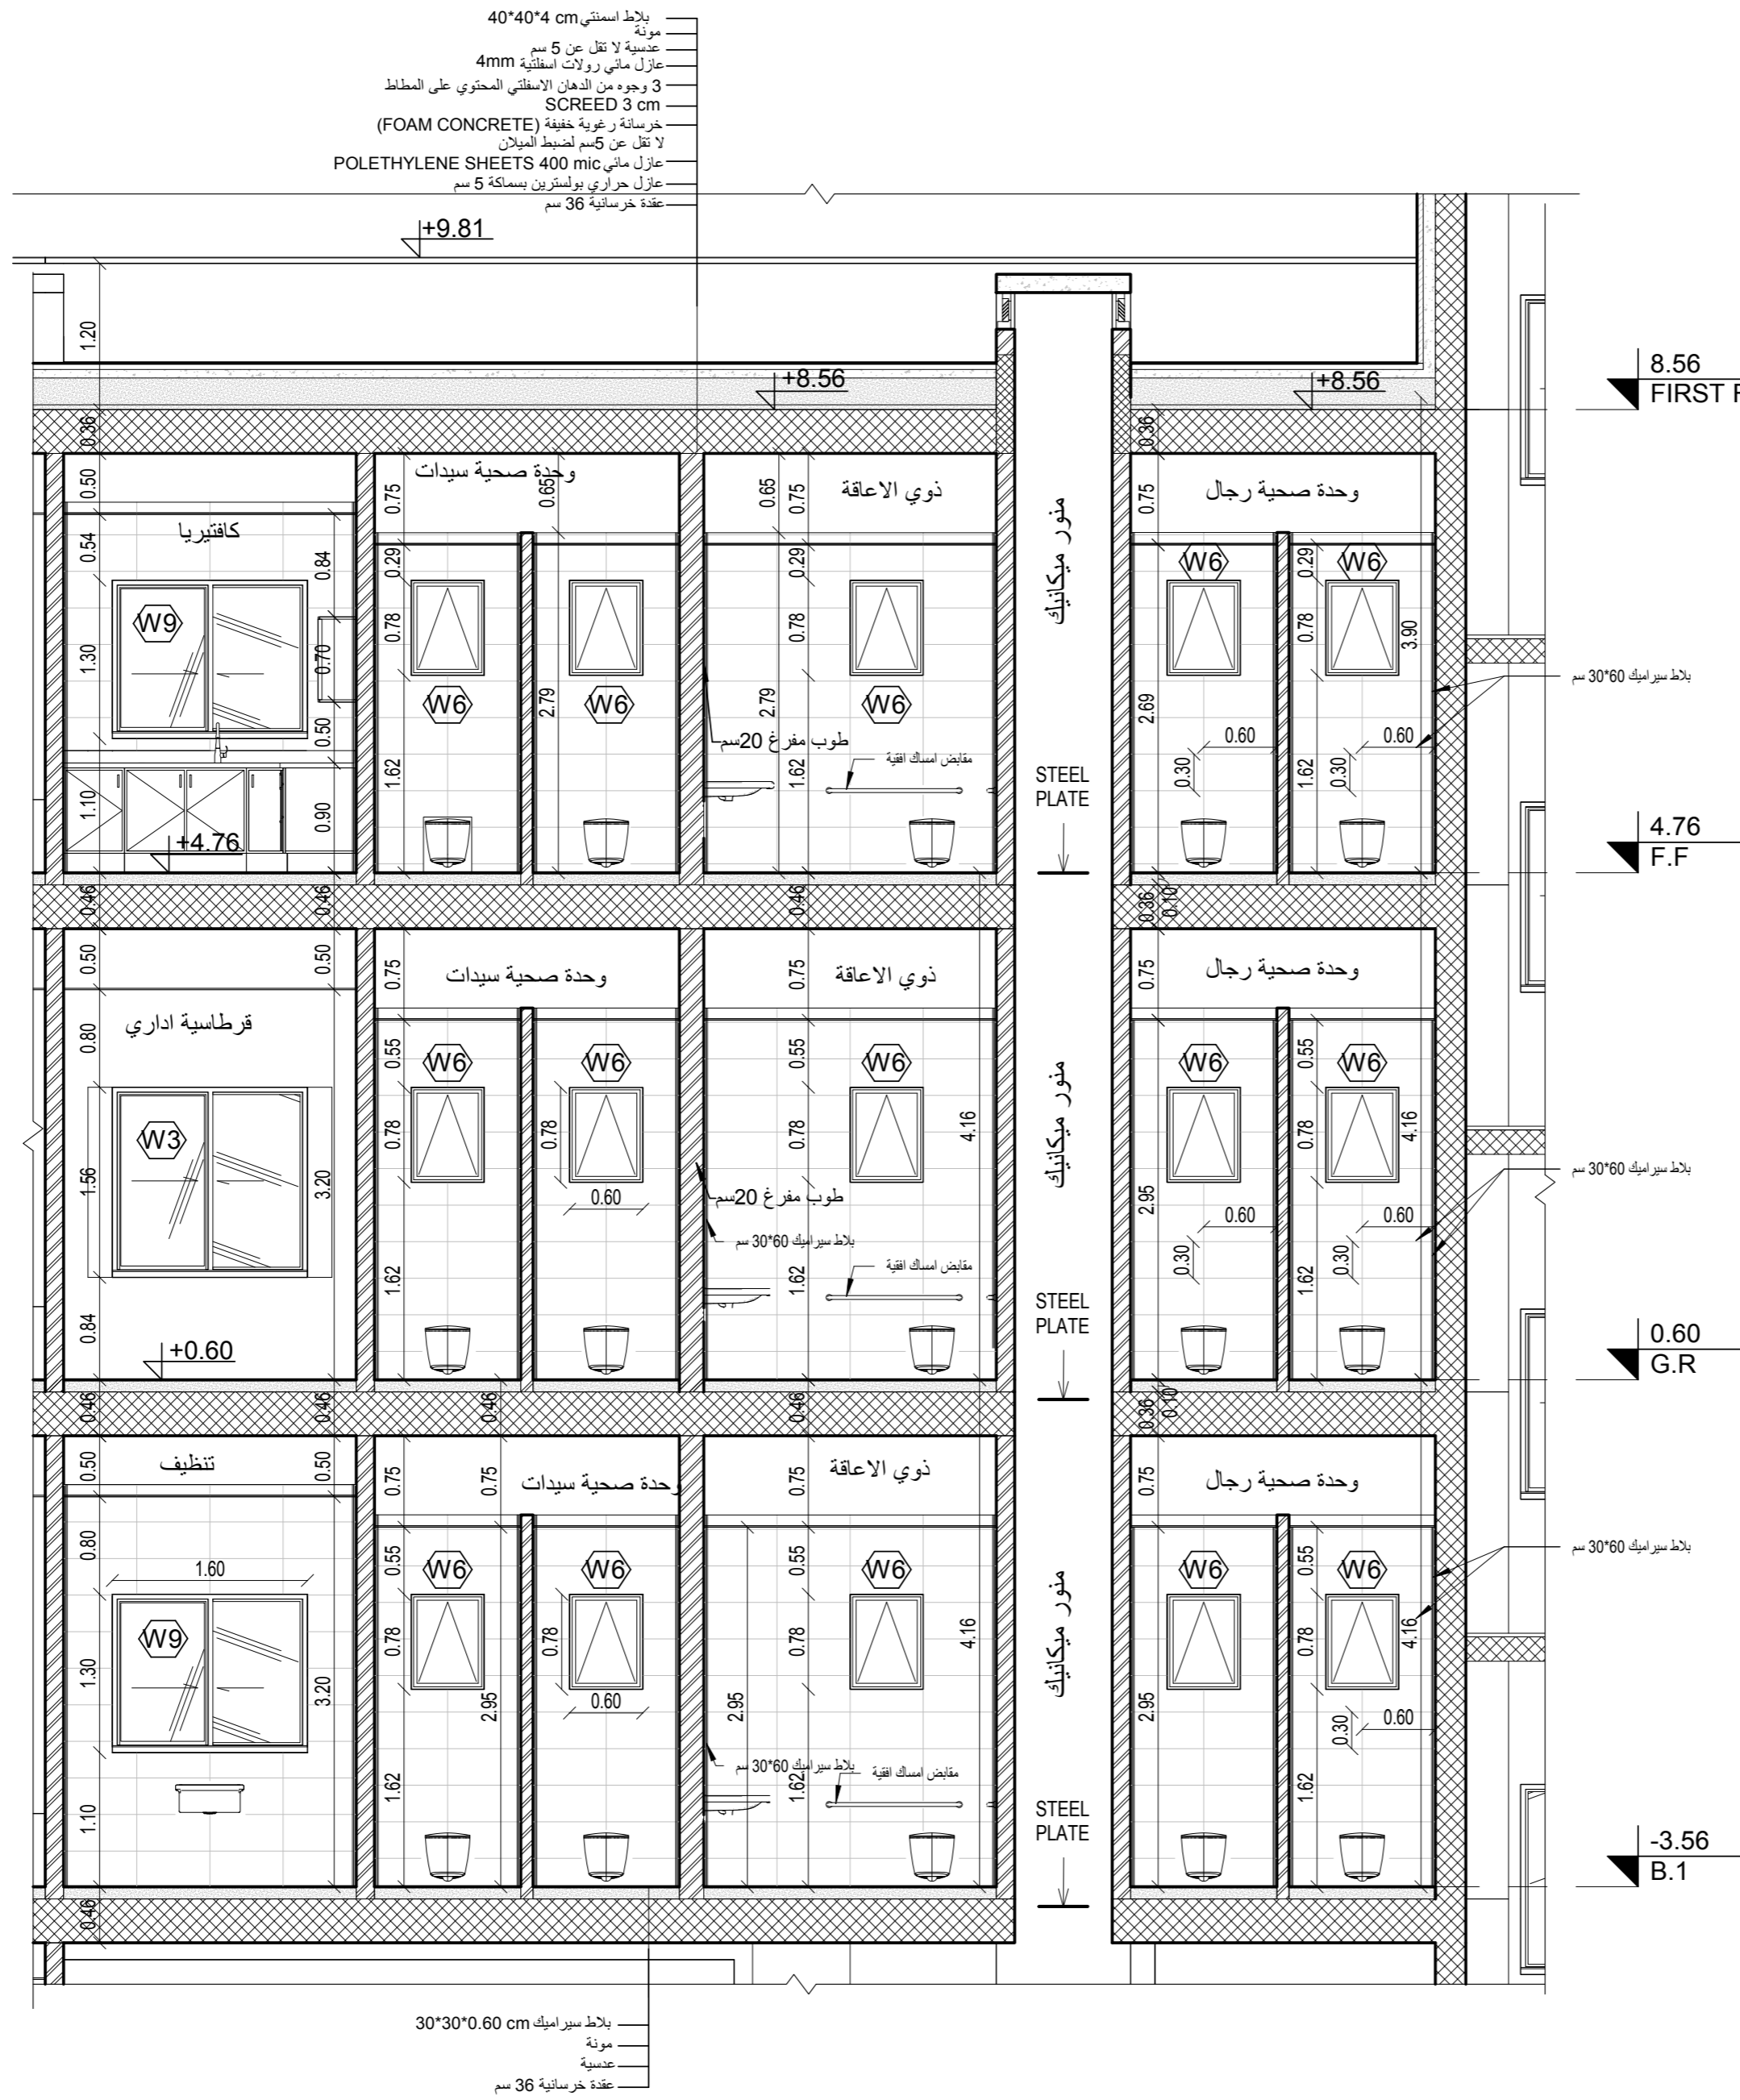 بلاط اسمنتي 40*40*4 cm
مونة
عدسية لا تقل عن 5 سم
عازل مائي رولات اسفلتية 4mm
3 وجوه من الدهان الاسفلتي المحتوي على المطاط
SCREED 3 cm
خرسانة رغوية خفيفة (FOAM CONCRETE)
لا تقل عن 5سم لضبط الميلان
عازل مائي POLETHYLENE SHEETS 400 mic
عازل حراري بولسترين بسماكة 5 سم
عقدة خرسانية 36 سم
+9.81
1.20
+8.56 +8.56
8.56
FIRST F
0.36 0.36
كافتيريا
وحدة صحية سيدات
ذوي الاعاقة
منور ميكانيك
وحدة صحية رجال
0.50 0.75 0.65 0.65 0.75 0.75
0.54 0.84 0.29 0.29 0.29
W9 W6 W6 W6 W6 W6
1.30 0.70 0.78 0.78 0.78 3.90
0.50 2.79 2.79 2.69
بلاط سيراميك 60*30 سم
طوب مفرغ 20سم
مقابض امساك افقية
0.60 0.60
0.30 0.30
1.10 0.90 1.62 1.62 1.62
STEEL
PLATE
+4.76
4.76
F.F
0.46 0.46 0.46 0.36 0.10
قرطاسية اداري
وحدة صحية سيدات
ذوي الاعاقة
منور ميكانيك
وحدة صحية رجال
0.50 0.50 0.75 0.75 0.75
0.80 0.55 0.55 0.55
W3 W6 W6 W6 W6 W6
1.56 3.20 0.78 0.78 0.78 4.16 0.78 4.16
بلاط سيراميك 60*30 سم
طوب مفرغ 20سم
0.60 0.60 0.60
بلاط سيراميك 60*30 سم
مقابض امساك افقية
2.95 0.30 0.30
0.84 1.62 1.62 1.62
STEEL
PLATE
+0.60
0.60
G.R
0.46 0.46 0.46 0.46 0.36 0.10
تنظيف
وحدة صحية سيدات
ذوي الاعاقة
منور ميكانيك
وحدة صحية رجال
0.50 0.50 0.75 0.75 0.75 0.75
0.80 0.55 0.55 0.55
1.60
W9 W6 W6 W6 W6 W6
بلاط سيراميك 60*30 سم
1.30 3.20 0.78 0.78 0.78 4.16 0.78 4.16
2.95 0.60 2.95 2.95 0.30 0.60
بلاط سيراميك 60*30 سم
مقابض امساك افقية
1.10 1.62 1.62 1.62
STEEL
PLATE
-3.56
B.1
0.46
بلاط سيراميك 30*30*0.60 cm
مونة
عدسية
عقدة خرسانية 36 سم